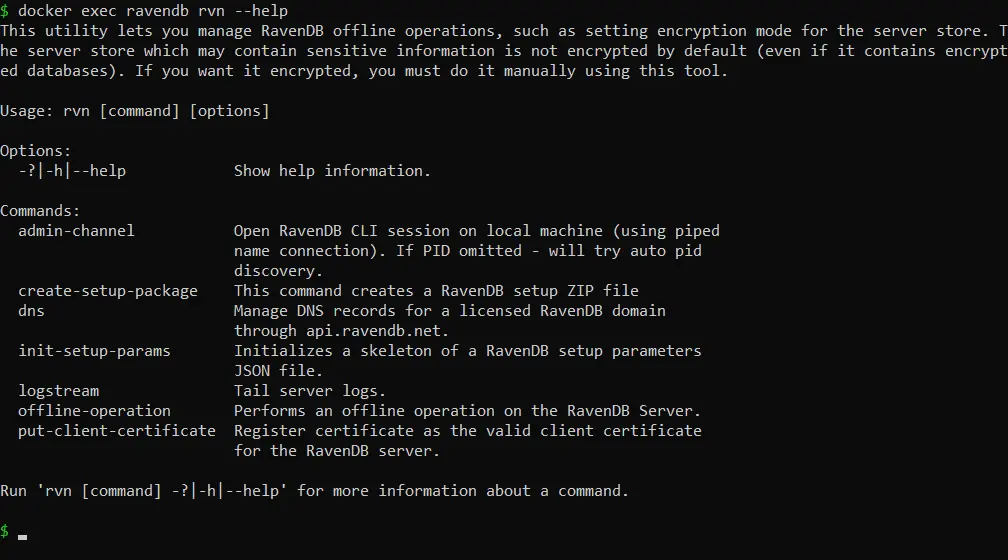 $ docker exec ravendb rvn --help
This utility lets you manage RavenDB offline operations, such as setting encryption mode for the server store. T
he server store which may contain sensitive information is not encrypted by default (even if it contains encrypt
ed databases). If you want it encrypted, you must do it manually using this tool.

Usage: rvn [command] [options]

Options:
  -?|-h|--help            Show help information.

Commands:
  admin-channel           Open RavenDB CLI session on local machine (using piped
                          name connection). If PID omitted - will try auto pid
                          discovery.
  create-setup-package    This command creates a RavenDB setup ZIP file
  dns                     Manage DNS records for a licensed RavenDB domain
                          through api.ravendb.net.
  init-setup-params       Initializes a skeleton of a RavenDB setup parameters
                          JSON file.
  logstream               Tail server logs.
  offline-operation       Performs an offline operation on the RavenDB Server.
  put-client-certificate  Register certificate as the valid client certificate
                          for the RavenDB server.

Run 'rvn [command] -?|-h|--help' for more information about a command.

$ _